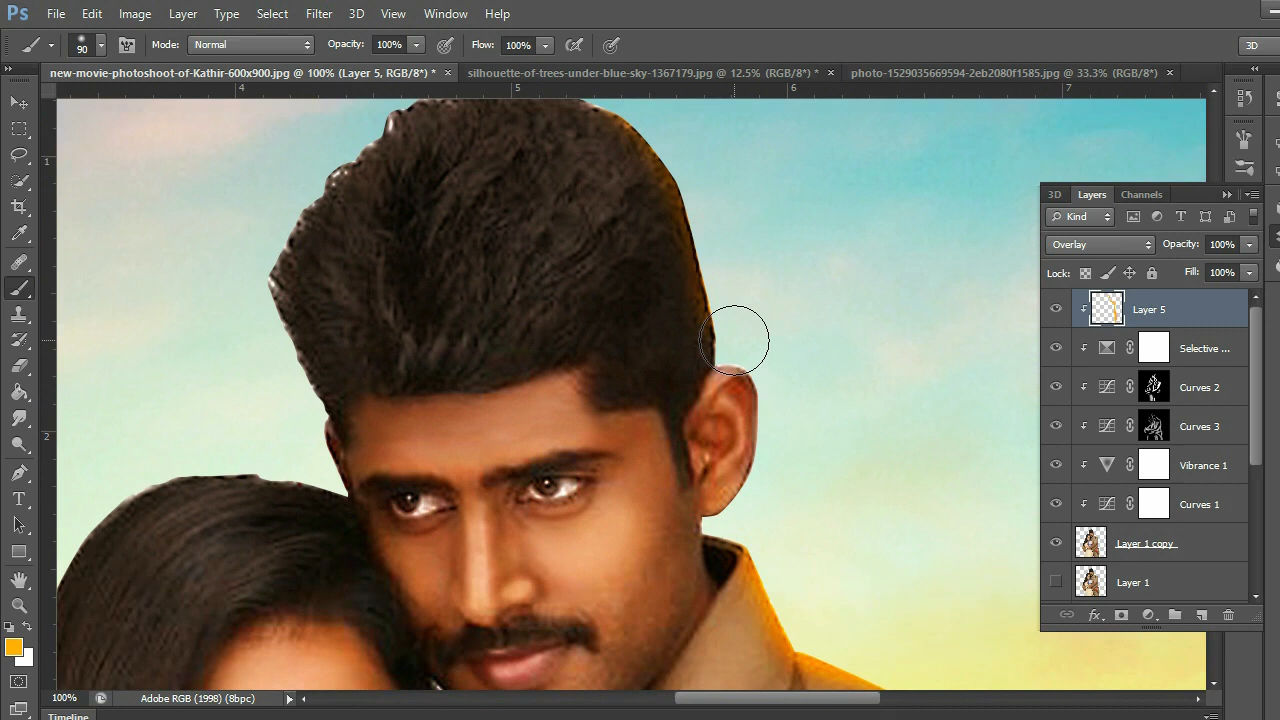 Ps File Edit Image Layer Type Select Filter 3D View Window Help
90 Mode: Normal Opacity: 100% Flow: 100% 3D
new-movie-photoshoot-of-Kathir-600x900.jpg @ 100% (Layer 5, RGB/8*) * × silhouette-of-trees-under-blue-sky-1367179.jpg @ 12.5% (RGB/8*) * × photo-1529035669594-2eb2080f1585.jpg @ 33.3% (RGB/8*) ×
4 5 6 7
1
2
3D Layers Channels
Kind
Overlay Opacity: 100%
Lock: Fill: 100%
Layer 5
Selective ...
Curves 2
Curves 3
Vibrance 1
Curves 1
Layer 1 copy
Layer 1
100% Adobe RGB (1998) (8bpc)
Timeline